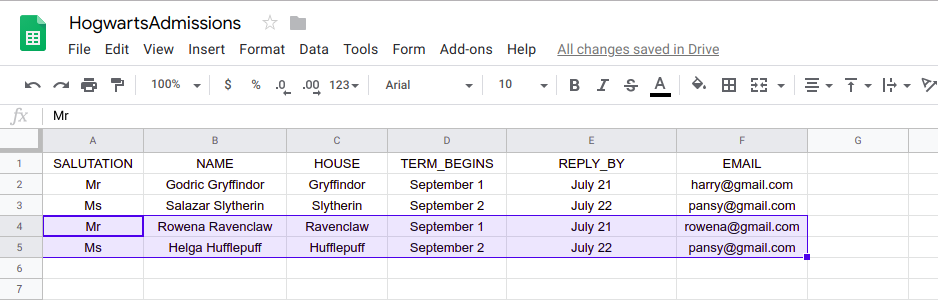 HogwartsAdmissions
File Edit View Insert Format Data Tools Form Add-ons Help All changes saved in Drive
100% $ % .0 .00 123 Arial 10 B I S A
fx Mr
A B C D E F G
1 SALUTATION NAME HOUSE TERM_BEGINS REPLY_BY EMAIL
2 Mr Godric Gryffindor Gryffindor September 1 July 21 harry@gmail.com
3 Ms Salazar Slytherin Slytherin September 2 July 22 pansy@gmail.com
4 Mr Rowena Ravenclaw Ravenclaw September 1 July 21 rowena@gmail.com
5 Ms Helga Hufflepuff Hufflepuff September 2 July 22 pansy@gmail.com
6
7